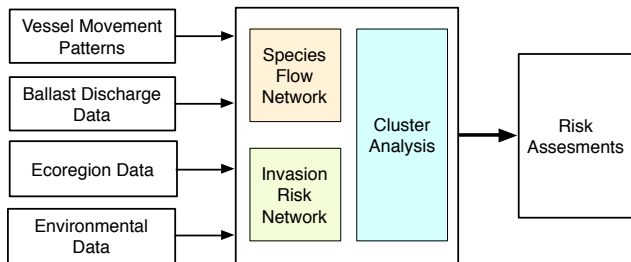 Vessel Movement
Patterns
Ballast Discharge
Data
Ecoregion Data
Environmental
Data
Species
Flow
Network
Invasion
Risk
Network
Cluster
Analysis
Risk
Assesments